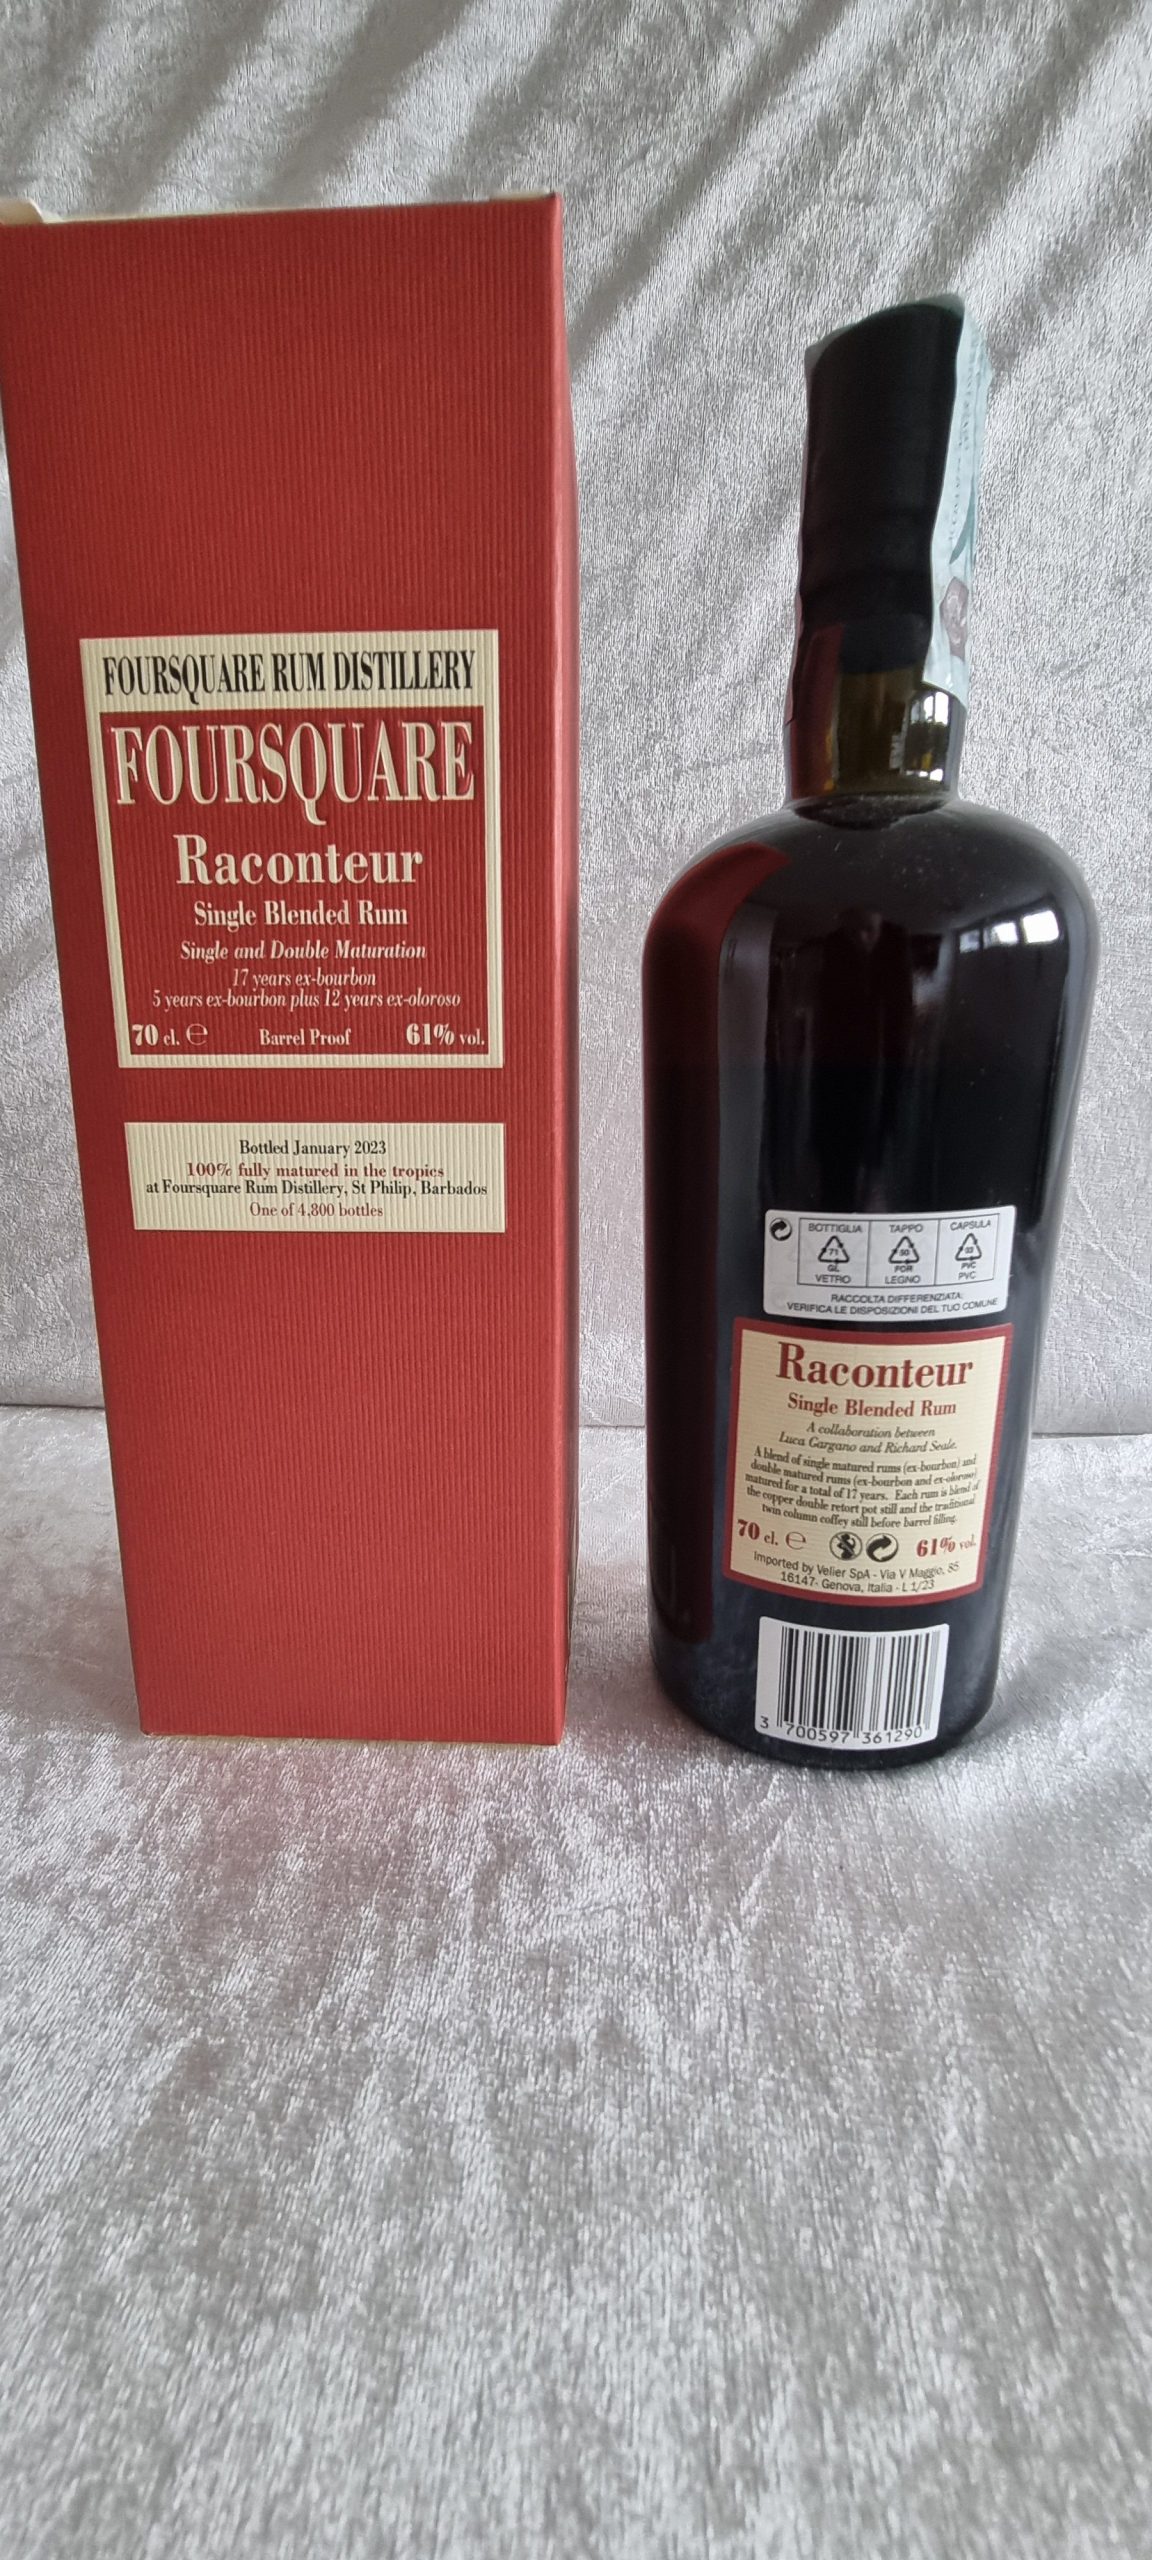 FOURSQUARE RUM DISTILLERY
FOURSQUARE
Raconteur
Single Blended Rum
Single and Double Maturation
17 years ex-bourbon
5 years ex-bourbon plus 12 years ex-oloroso
70 cl. ℮ Barrel Proof 61% vol.
Bottled January 2023
100% fully matured in the tropics
at Foursquare Rum Distillery, St Philip, Barbados
One of 4,800 bottles
BOTTIGLIA TAPPO CAPSULA
71 50 03
GL FOR PVC
VETRO LEGNO PVC
RACCOLTA DIFFERENZIATA:
VERIFICA LE DISPOSIZIONI DEL TUO COMUNE
Raconteur
Single Blended Rum
A collaboration between
Luca Gargano and Richard Seale.
A blend of single matured rums (ex-bourbon) and
double matured rums (ex-bourbon and ex-oloroso)
matured for a total of 17 years. Each rum is blend of
the copper double retort pot still and the traditional
twin column coffey still before barrel filling.
70 cl. ℮ 61% vol.
Imported by Velier SpA - Via V Maggio, 85
16147- Genova, Italia - L 1/23
3 700597 361290